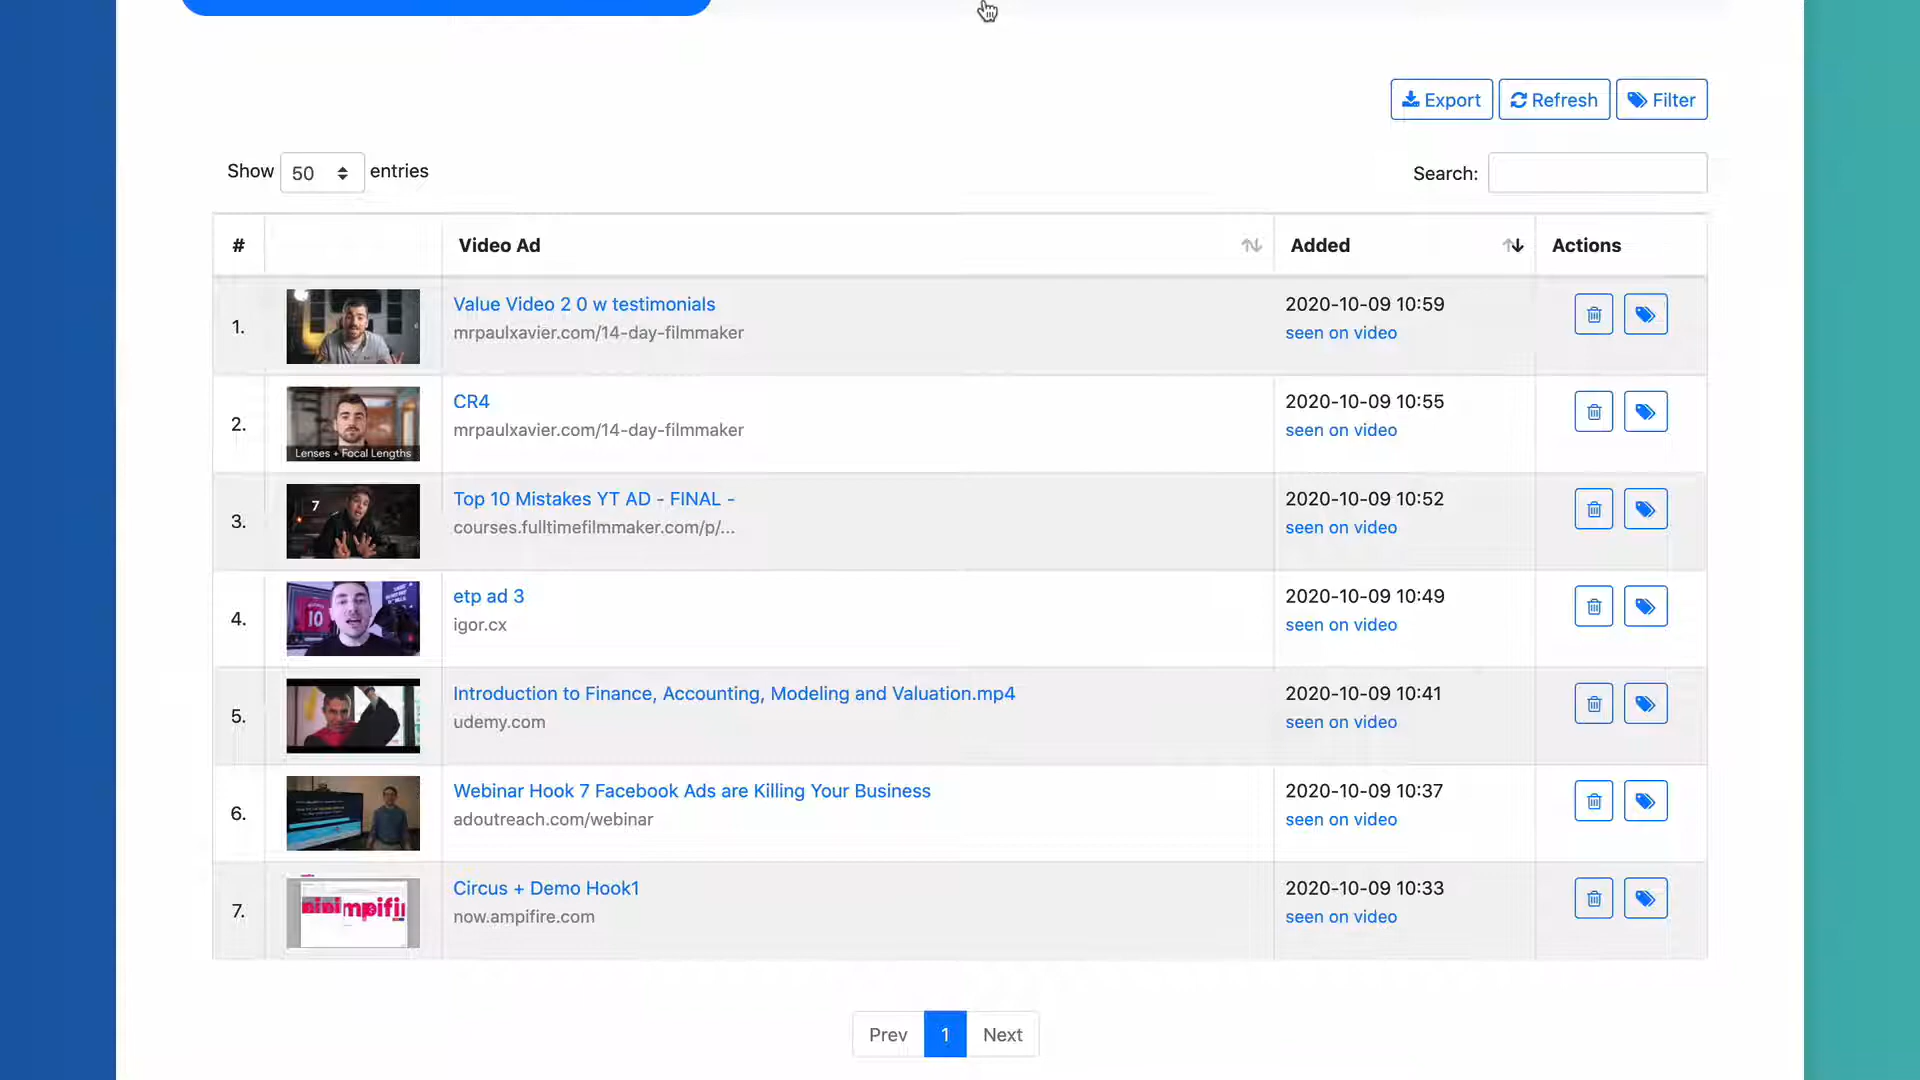 Export Refresh Filter
Show 50 entries Search:
# Video Ad Added Actions
1. Value Video 2 0 w testimonials 2020-10-09 10:59
mrpaulxavier.com/14-day-filmmaker seen on video
2. CR4 2020-10-09 10:55
mrpaulxavier.com/14-day-filmmaker seen on video
Lenses + Focal Lengths
3. Top 10 Mistakes YT AD - FINAL - 2020-10-09 10:52
7
courses.fulltimefilmmaker.com/p/... seen on video
4. etp ad 3 2020-10-09 10:49
10
igor.cx seen on video
5. Introduction to Finance, Accounting, Modeling and Valuation.mp4 2020-10-09 10:41
udemy.com seen on video
6. Webinar Hook 7 Facebook Ads are Killing Your Business 2020-10-09 10:37
adoutreach.com/webinar seen on video
7. Circus + Demo Hook1 2020-10-09 10:33
now.ampifire.com seen on video
Prev 1 Next